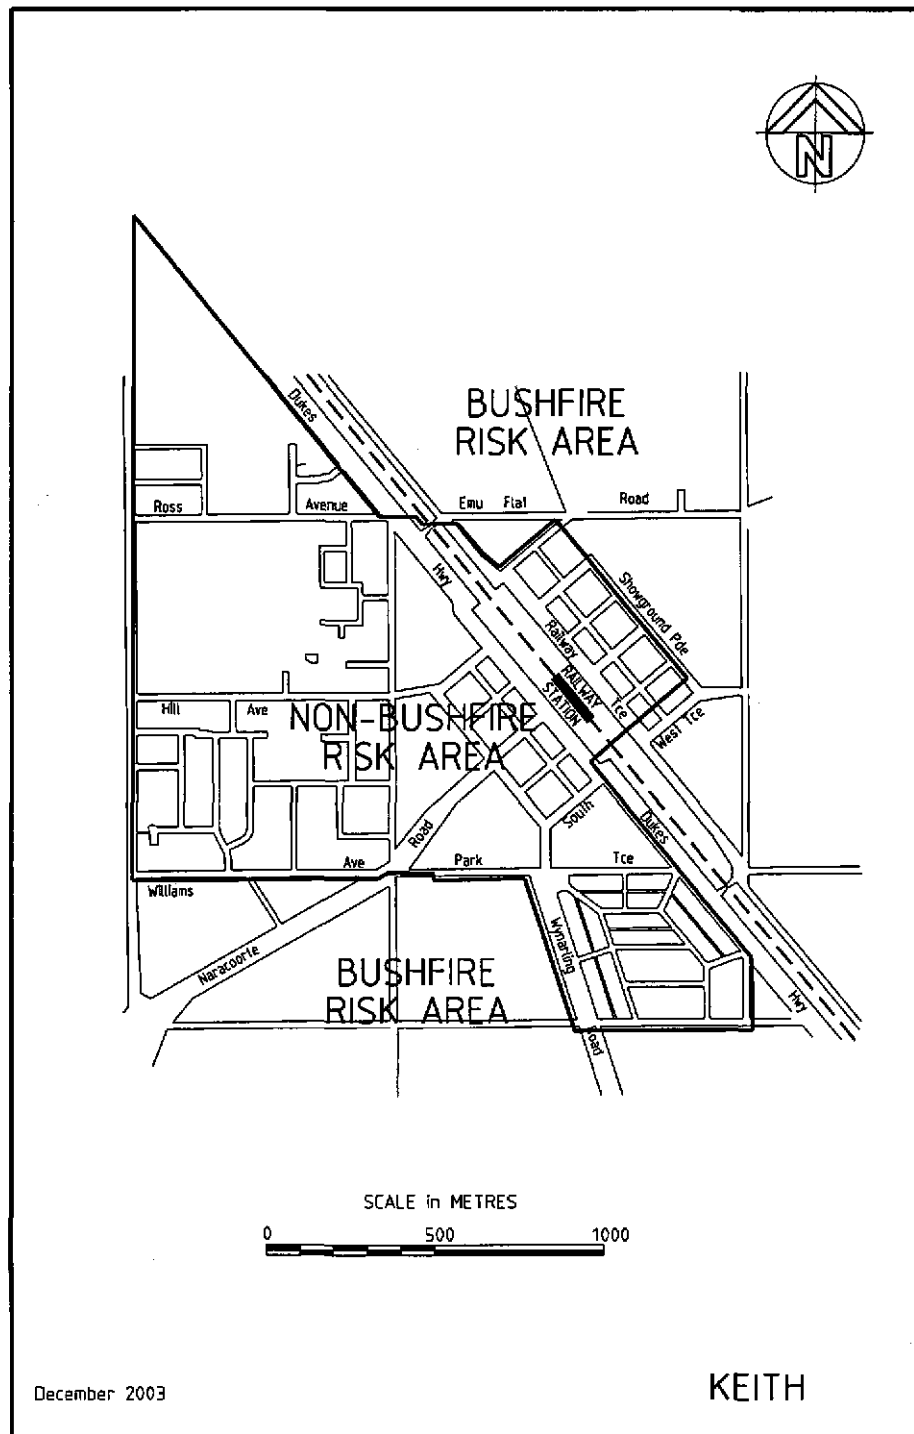 N
Dukes
BUSHFIRE
RISK AREA
Ross
Avenue
Emu Flat
Road
Hwy
Showground Pde
Railway
Tce
RAILWAY
STATION
West Tce
Hill
Ave
NON-BUSHFIRE
RISK AREA
South
Dukes
Road
Ave
Park
Tce
Williams
Naracoorte
Wynarling
Road
BUSHFIRE
RISK AREA
Hwy
SCALE in METRES
0 500 1000
December 2003
KEITH